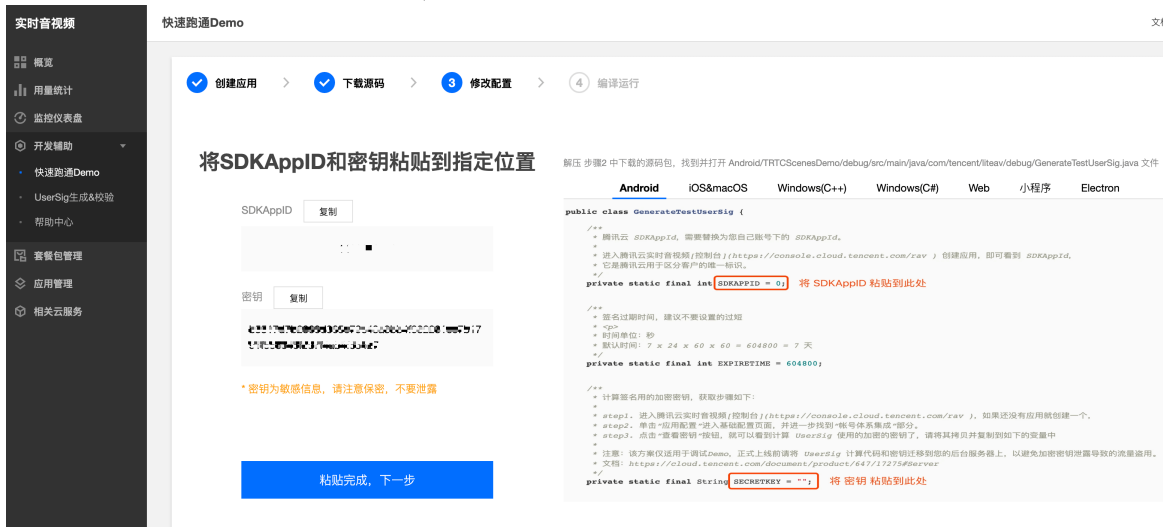 实时音视频
快速跑通Demo
文档
概览
用量统计
监控仪表盘
开发辅助
快速跑通Demo
UserSig生成&校验
帮助中心
套餐包管理
应用管理
相关云服务
创建应用
下载源码
3 修改配置
4 编译运行
将SDKAppID和密钥粘贴到指定位置
SDKAppID 复制
密钥 复制
* 密钥为敏感信息，请注意保密，不要泄露
粘贴完成，下一步
解压 步骤2 中下载的源码包，找到并打开 Android/TRTCScenesDemo/debug/src/main/java/com/tencent/liteav/debug/GenerateTestUserSig.java 文件
Android iOS&macOS Windows(C++) Windows(C#) Web 小程序 Electron
public class GenerateTestUserSig {
/**
* 腾讯云 SDKAppId，需要替换为您自己账号下的 SDKAppId。
*
* 进入腾讯云实时音视频[控制台](https://console.cloud.tencent.com/rav ) 创建应用，即可看到 SDKAppId，
* 它是腾讯云用于区分客户的唯一标识。
*/
private static final int SDKAPPID = 0; 将 SDKAppID 粘贴到此处
/**
* 签名过期时间，建议不要设置的过短
* <p>
* 时间单位：秒
* 默认时间：7 x 24 x 60 x 60 = 604800 = 7 天
*/
private static final int EXPIRETIME = 604800;
/**
* 计算签名用的加密密钥，获取步骤如下：
*
* step1. 进入腾讯云实时音视频[控制台](https://console.cloud.tencent.com/rav )，如果还没有应用就创建一个，
* step2. 单击“应用配置”进入基础配置页面，并进一步找到“帐号体系集成”部分。
* step3. 点击“查看密钥”按钮，就可以看到计算 UserSig 使用的加密的密钥了，请将其拷贝并复制到如下的变量中
*
* 注意：该方案仅适用于调试Demo，正式上线前请将 UserSig 计算代码和密钥迁移到您的后台服务器上，以避免加密密钥泄露导致的流量盗用。
* 文档：https://cloud.tencent.com/document/product/647/17275#Server
*/
private static final String SECRETKEY = ""; 将 密钥 粘贴到此处